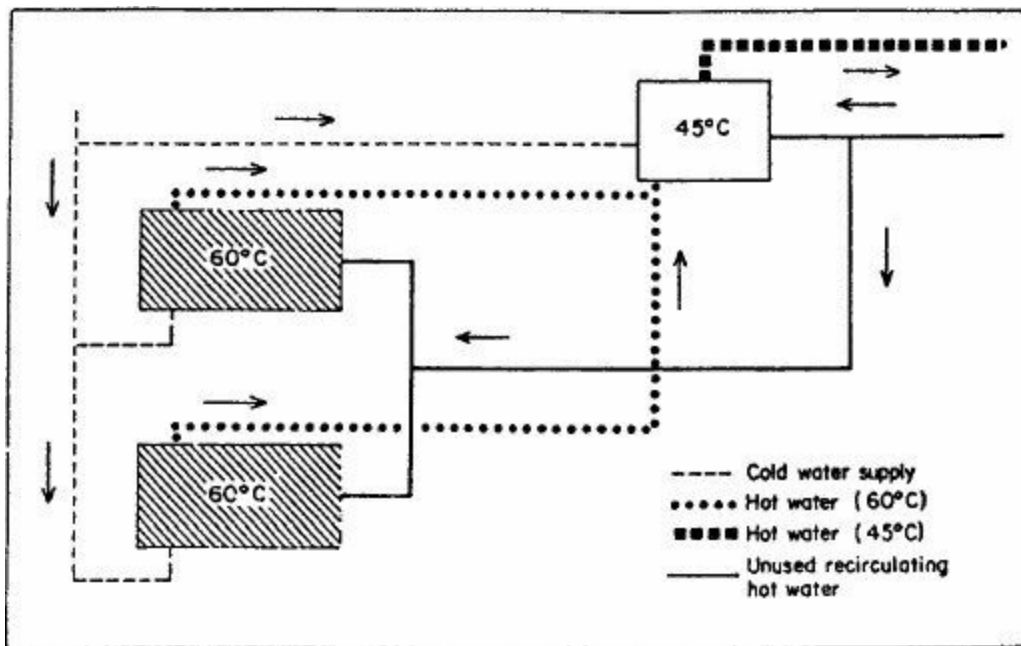 45°C
60°C
60°C
Cold water supply
Hot water (60°C)
Hot water (45°C)
Unused recirculating
hot water